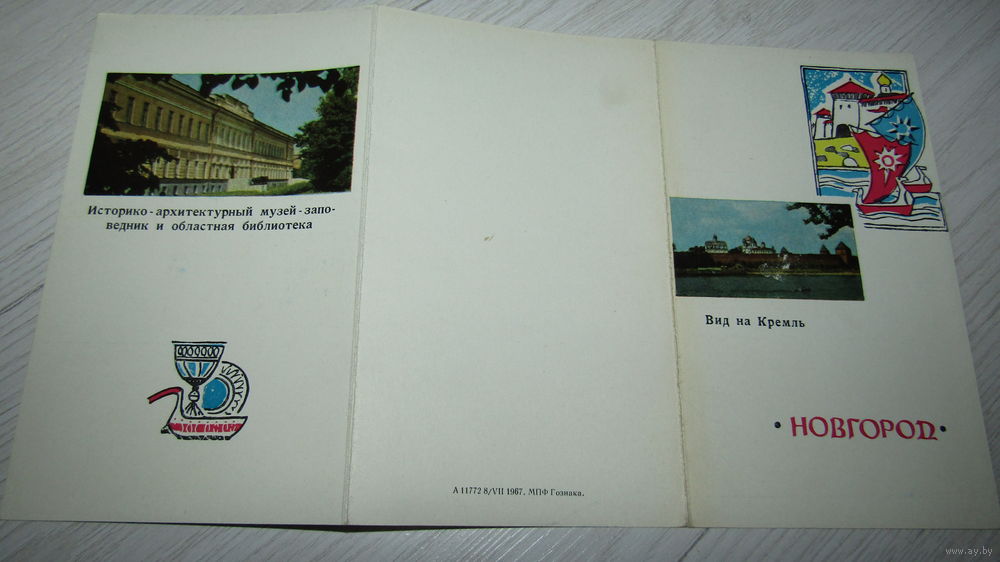 Историко-архитектурный музей-запо-
ведник и областная библиотека
А 11772 8/VII 1967. МПФ Гознака.
Вид на Кремль
• НОВГОРОД •
www.ay.by